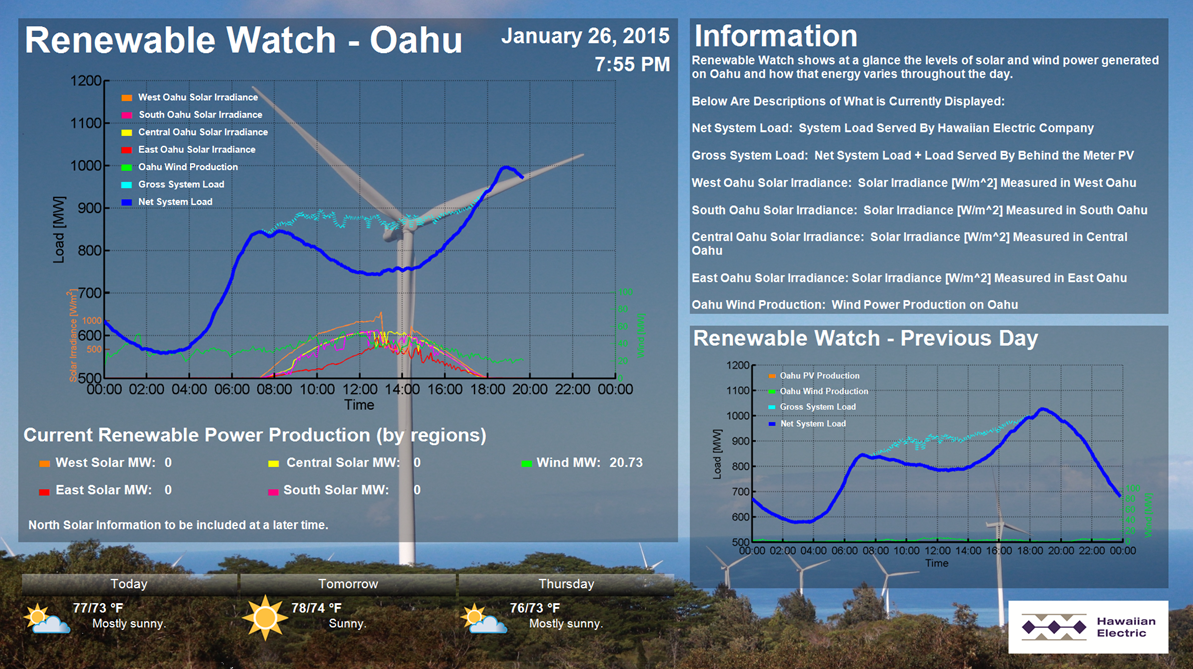 Renewable Watch - Oahu
January 26, 2015
7:55 PM
1200
1100
1000
900
800
700
600
500
Load [MW]
West Oahu Solar Irradiance
South Oahu Solar Irradiance
Central Oahu Solar Irradiance
East Oahu Solar Irradiance
Oahu Wind Production
Gross System Load
Net System Load
Solar Irradiance [W/m²]
1000
500
00:00 02:00 04:00 06:00 08:00 10:00 12:00 14:00 16:00 18:00 20:00 22:00 00:00
Time
Current Renewable Power Production (by regions)
West Solar MW: 0 Central Solar MW: 0 Wind MW: 20.73
East Solar MW: 0 South Solar MW: 0
North Solar Information to be included at a later time.
Information
Renewable Watch shows at a glance the levels of solar and wind power generated
on Oahu and how that energy varies throughout the day.
Below Are Descriptions of What is Currently Displayed:
Net System Load: System Load Served By Hawaiian Electric Company
Gross System Load: Net System Load + Load Served By Behind the Meter PV
West Oahu Solar Irradiance: Solar Irradiance [W/m^2] Measured in West Oahu
South Oahu Solar Irradiance: Solar Irradiance [W/m^2] Measured in South Oahu
Central Oahu Solar Irradiance: Solar Irradiance [W/m^2] Measured in Central
Oahu
East Oahu Solar Irradiance: Solar Irradiance [W/m^2] Measured in East Oahu
Oahu Wind Production: Wind Power Production on Oahu
Renewable Watch - Previous Day
1200
1100
1000
900
800
700
600
500
Load [MW]
Oahu PV Production
Oahu Wind Production
Gross System Load
Net System Load
00:00 02:00 04:00 06:00 08:00 10:00 12:00 14:00 16:00 18:00 20:00 22:00 00:00
Time
Today Tomorrow Thursday
77/73 °F
Mostly sunny.
78/74 °F
Sunny.
76/73 °F
Mostly sunny.
Hawaiian
Electric